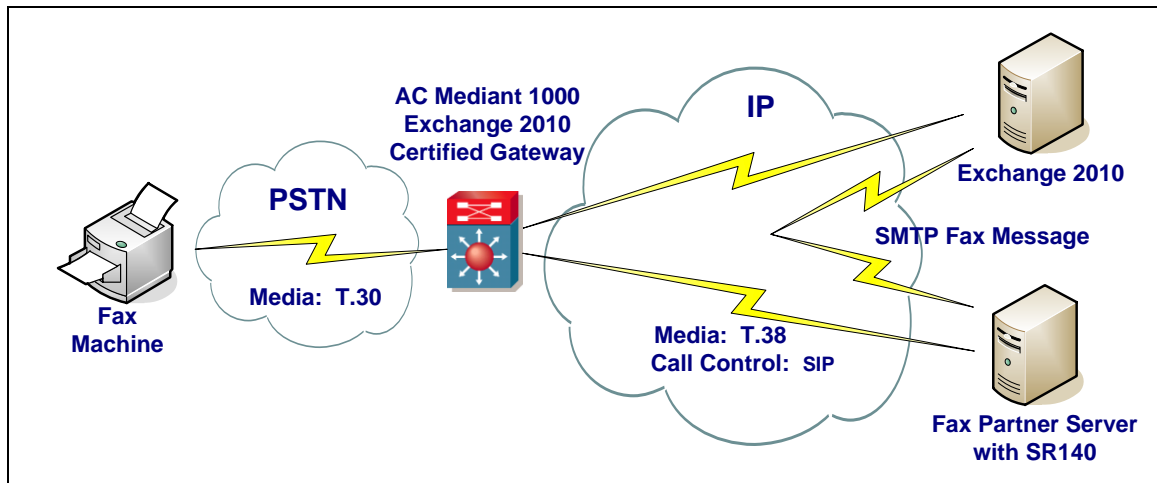 AC Mediant 1000
Exchange 2010
Certified Gateway
IP
Exchange 2010
PSTN
SMTP Fax Message
Media: T.30
Fax
Machine
Media: T.38
Call Control: SIP
Fax Partner Server
with SR140